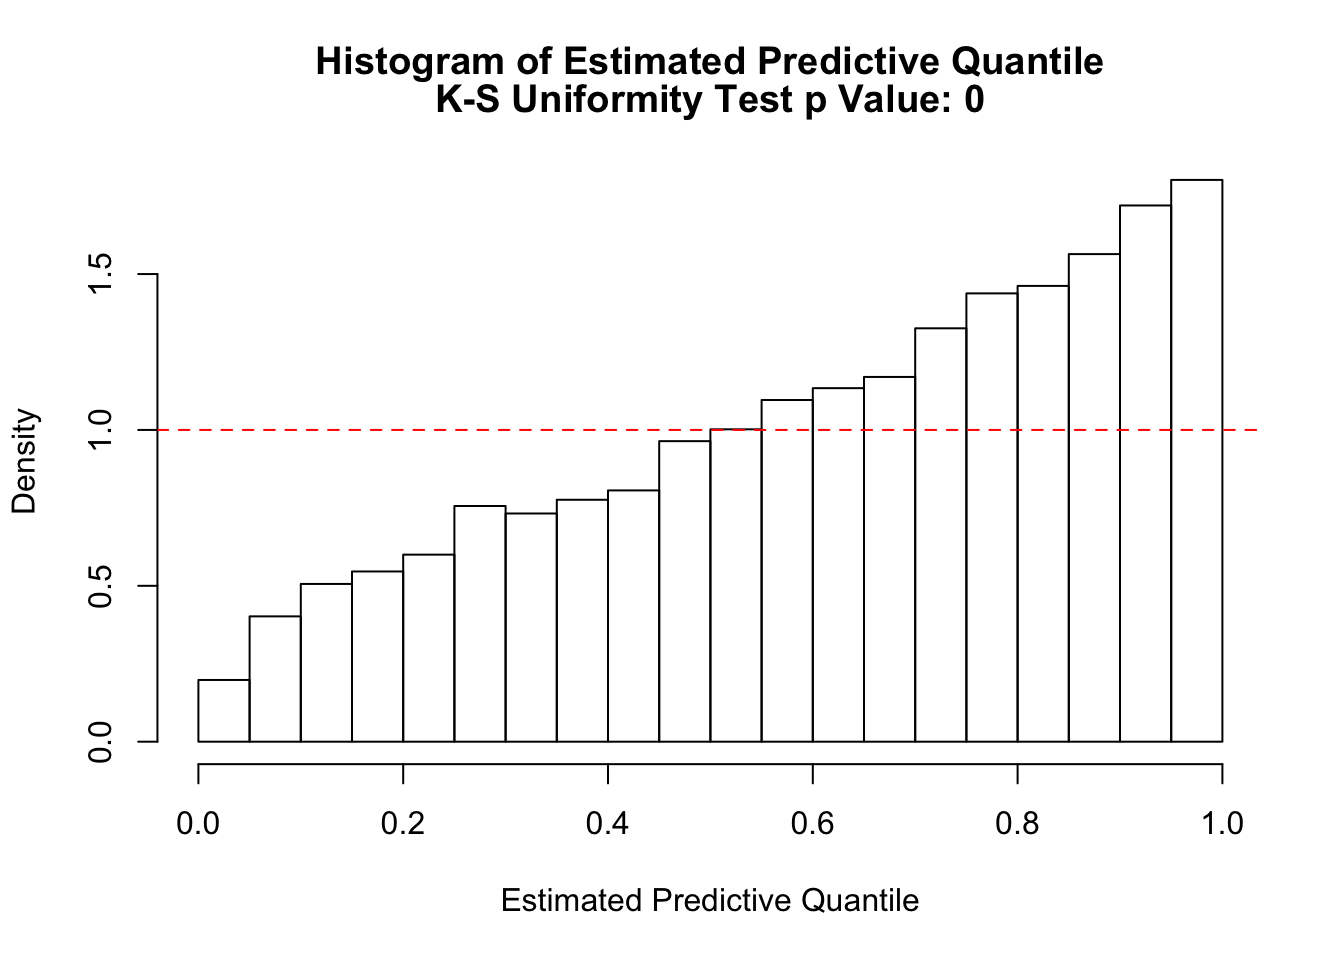 Histogram of Estimated Predictive Quantile
K-S Uniformity Test p Value: 0
Density
1.5
1.0
0.5
0.0
0.0 0.2 0.4 0.6 0.8 1.0
Estimated Predictive Quantile